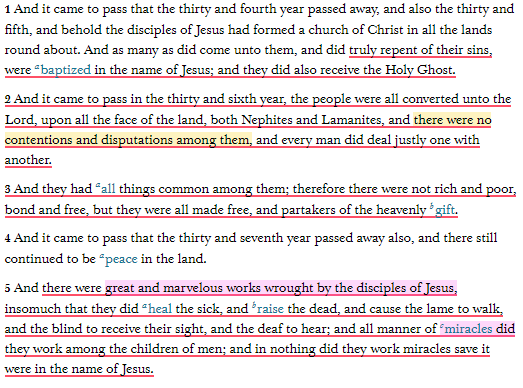 1 And it came to pass that the thirty and fourth year passed away, and also the thirty and
fifth, and behold the disciples of Jesus had formed a church of Christ in all the lands
round about. And as many as did come unto them, and did truly repent of their sins,
were ᵃbaptized in the name of Jesus; and they did also receive the Holy Ghost.
2 And it came to pass in the thirty and sixth year, the people were all converted unto the
Lord, upon all the face of the land, both Nephites and Lamanites, and there were no
contentions and disputations among them, and every man did deal justly one with
another.
3 And they had ᵃall things common among them; therefore there were not rich and poor,
bond and free, but they were all made free, and partakers of the heavenly ᵇgift.
4 And it came to pass that the thirty and seventh year passed away also, and there still
continued to be ᵃpeace in the land.
5 And there were great and marvelous works wrought by the disciples of Jesus,
insomuch that they did ᵃheal the sick, and ᵇraise the dead, and cause the lame to walk,
and the blind to receive their sight, and the deaf to hear; and all manner of ᶜmiracles did
they work among the children of men; and in nothing did they work miracles save it
were in the name of Jesus.